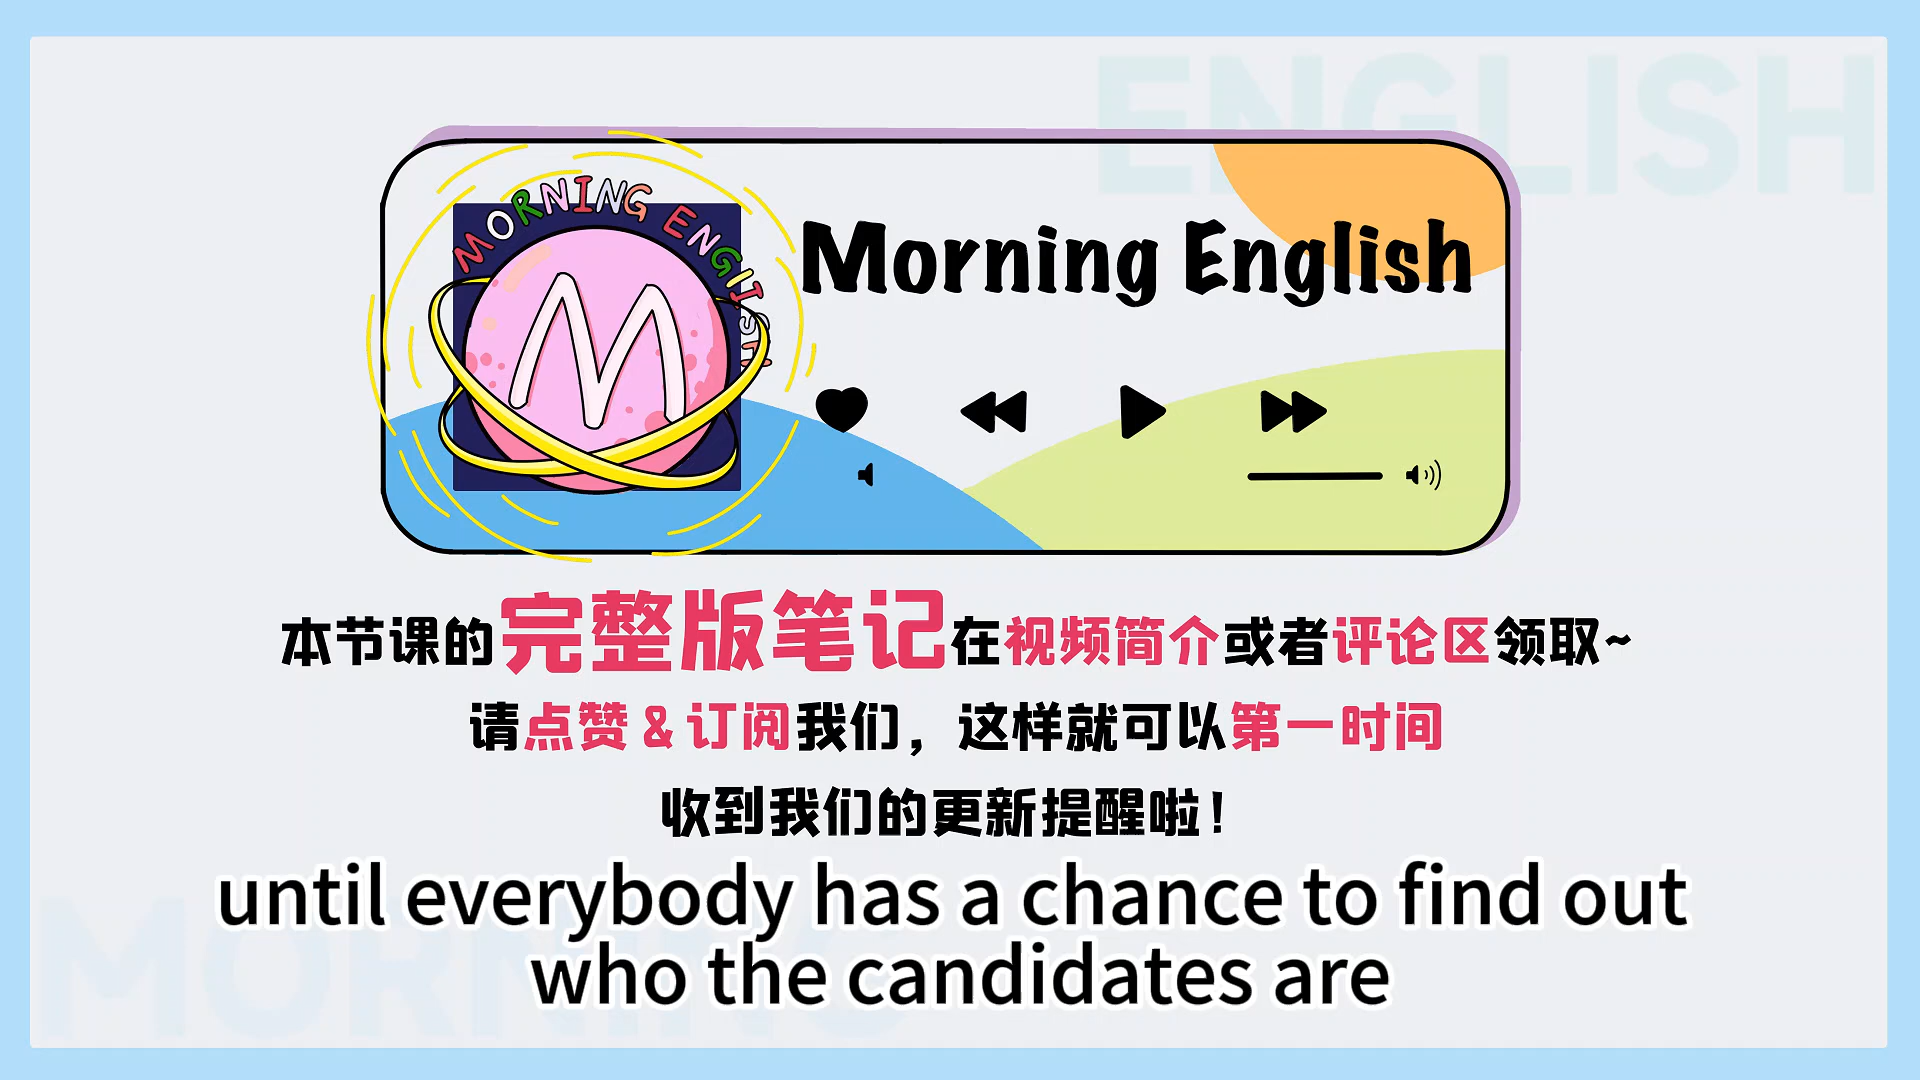 ENGLISH
MORNING ENGLISH
M
Morning English
本节课的完整版笔记在视频简介或者评论区领取~
请点赞&订阅我们，这样就可以第一时间
收到我们的更新提醒啦！
until everybody has a chance to find out
who the candidates are
MORNING